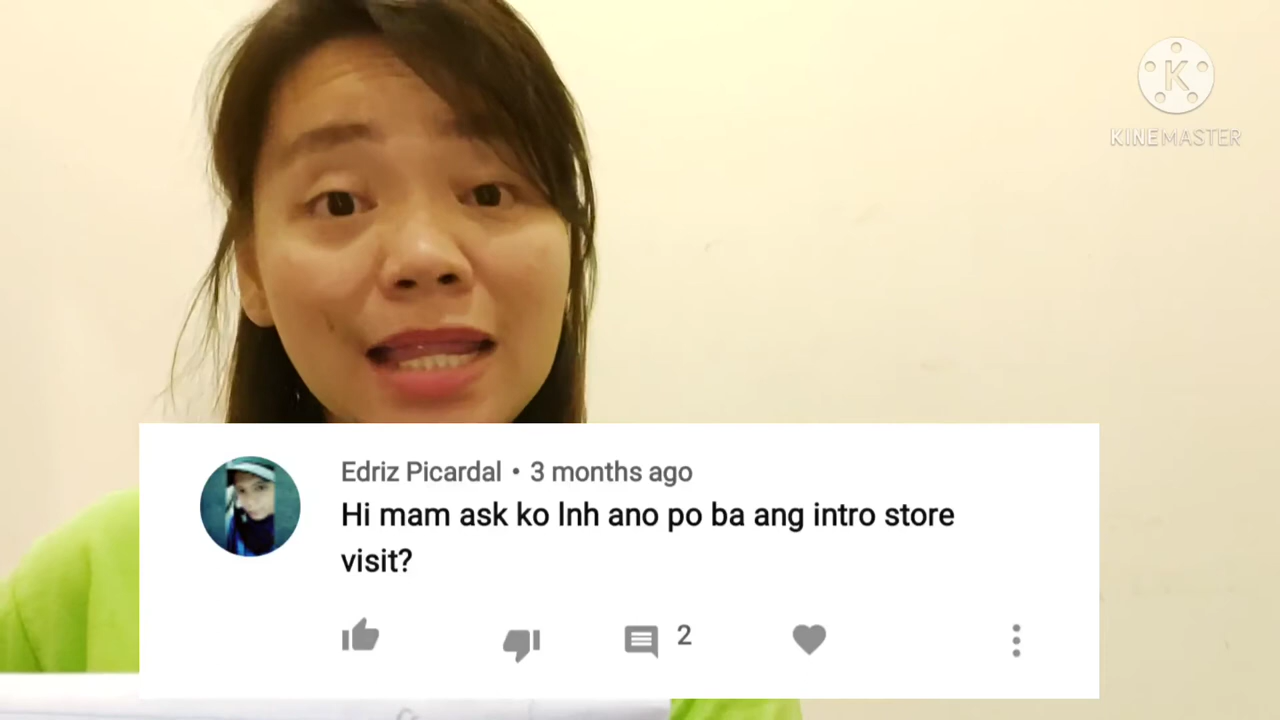 KINEMASTER
Edriz Picardal • 3 months ago
Hi mam ask ko lnh ano po ba ang intro store
visit?
2